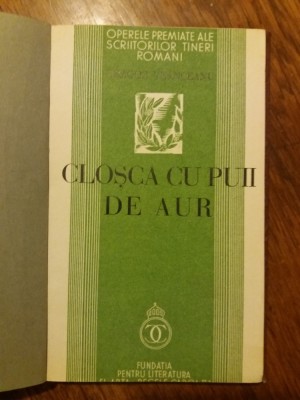 OPERELE PREMIATE ALE
SCRIITORILOR TINERI
ROMANI
CLOȘCA CU PUII
DE AUR
FUNDATIA
PENTRU LITERATURA